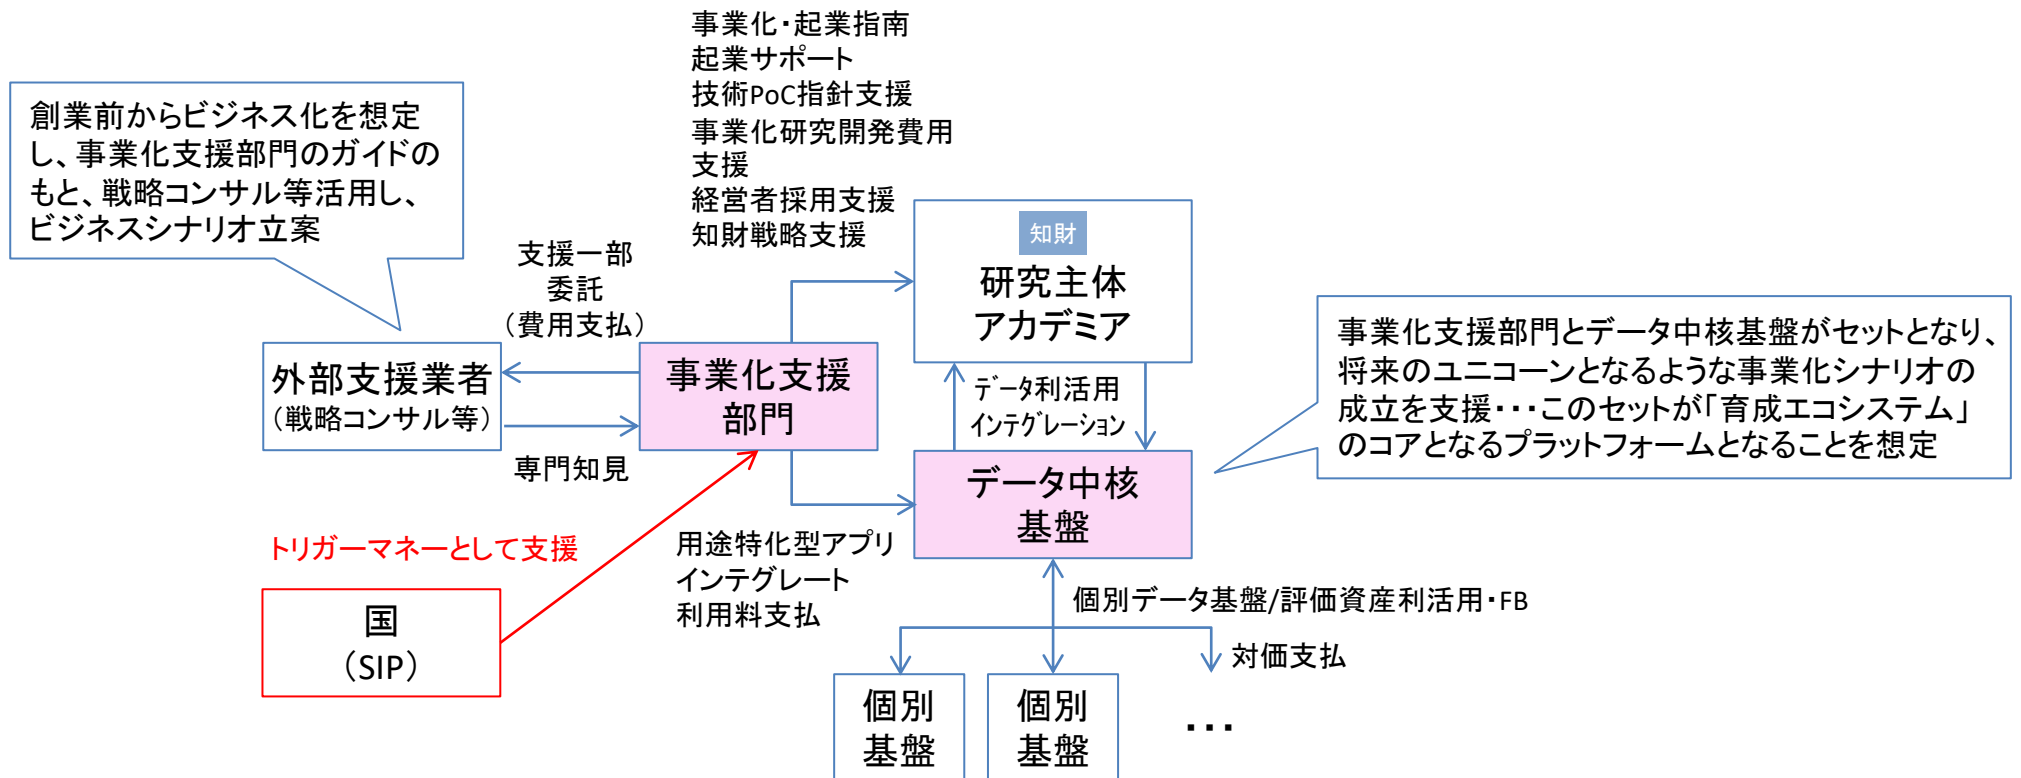 事業化・起業指南
起業サポート
技術PoC指針支援
事業化研究開発費用
支援
経営者採用支援
知財戦略支援
創業前からビジネス化を想定
し、事業化支援部門のガイドの
もと、戦略コンサル等活用し、
ビジネスシナリオ立案
支援一部
委託
（費用支払）
知財
研究主体
アカデミア
外部支援業者
（戦略コンサル等）
事業化支援
部門
専門知見
データ利活用
インテグレーション
事業化支援部門とデータ中核基盤がセットとなり、
将来のユニコーンとなるような事業化シナリオの
成立を支援・・・このセットが「育成エコシステム」
のコアとなるプラットフォームとなることを想定
データ中核
基盤
トリガーマネーとして支援
国
（SIP）
用途特化型アプリ
インテグレート
利用料支払
個別データ基盤/評価資産利活用・FB
対価支払
個別
基盤
個別
基盤
・・・